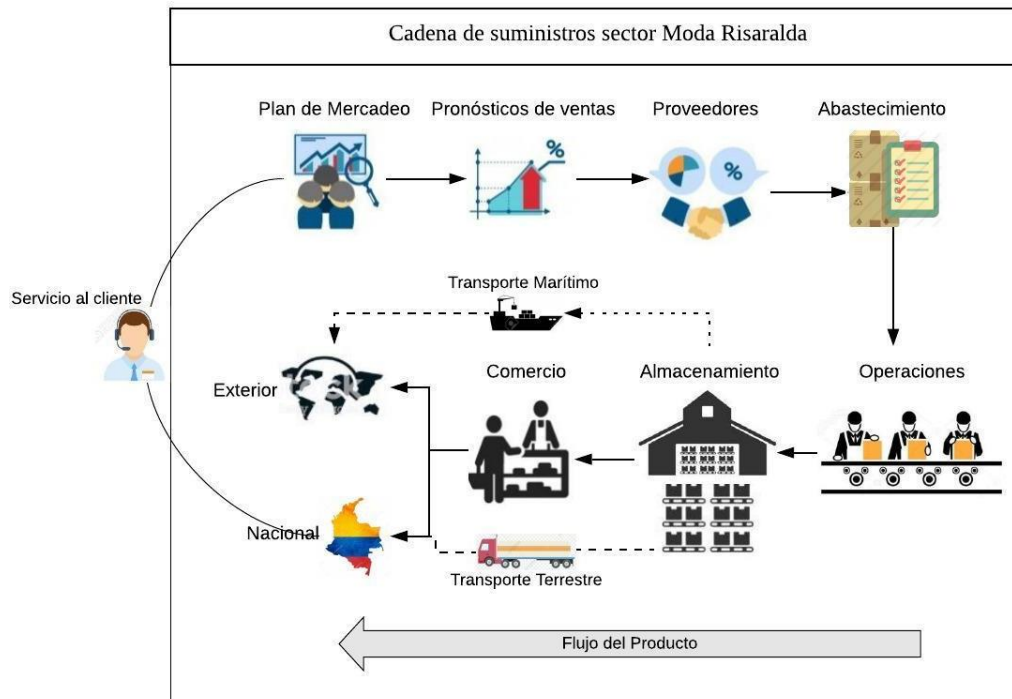 Cadena de suministros sector Moda Risaralda
Plan de Mercadeo
Pronósticos de ventas
Proveedores
Abastecimiento
%
%
Servicio al cliente
Transporte Marítimo
Exterior
Comercio
Almacenamiento
Operaciones
Nacional
Transporte Terrestre
Flujo del Producto